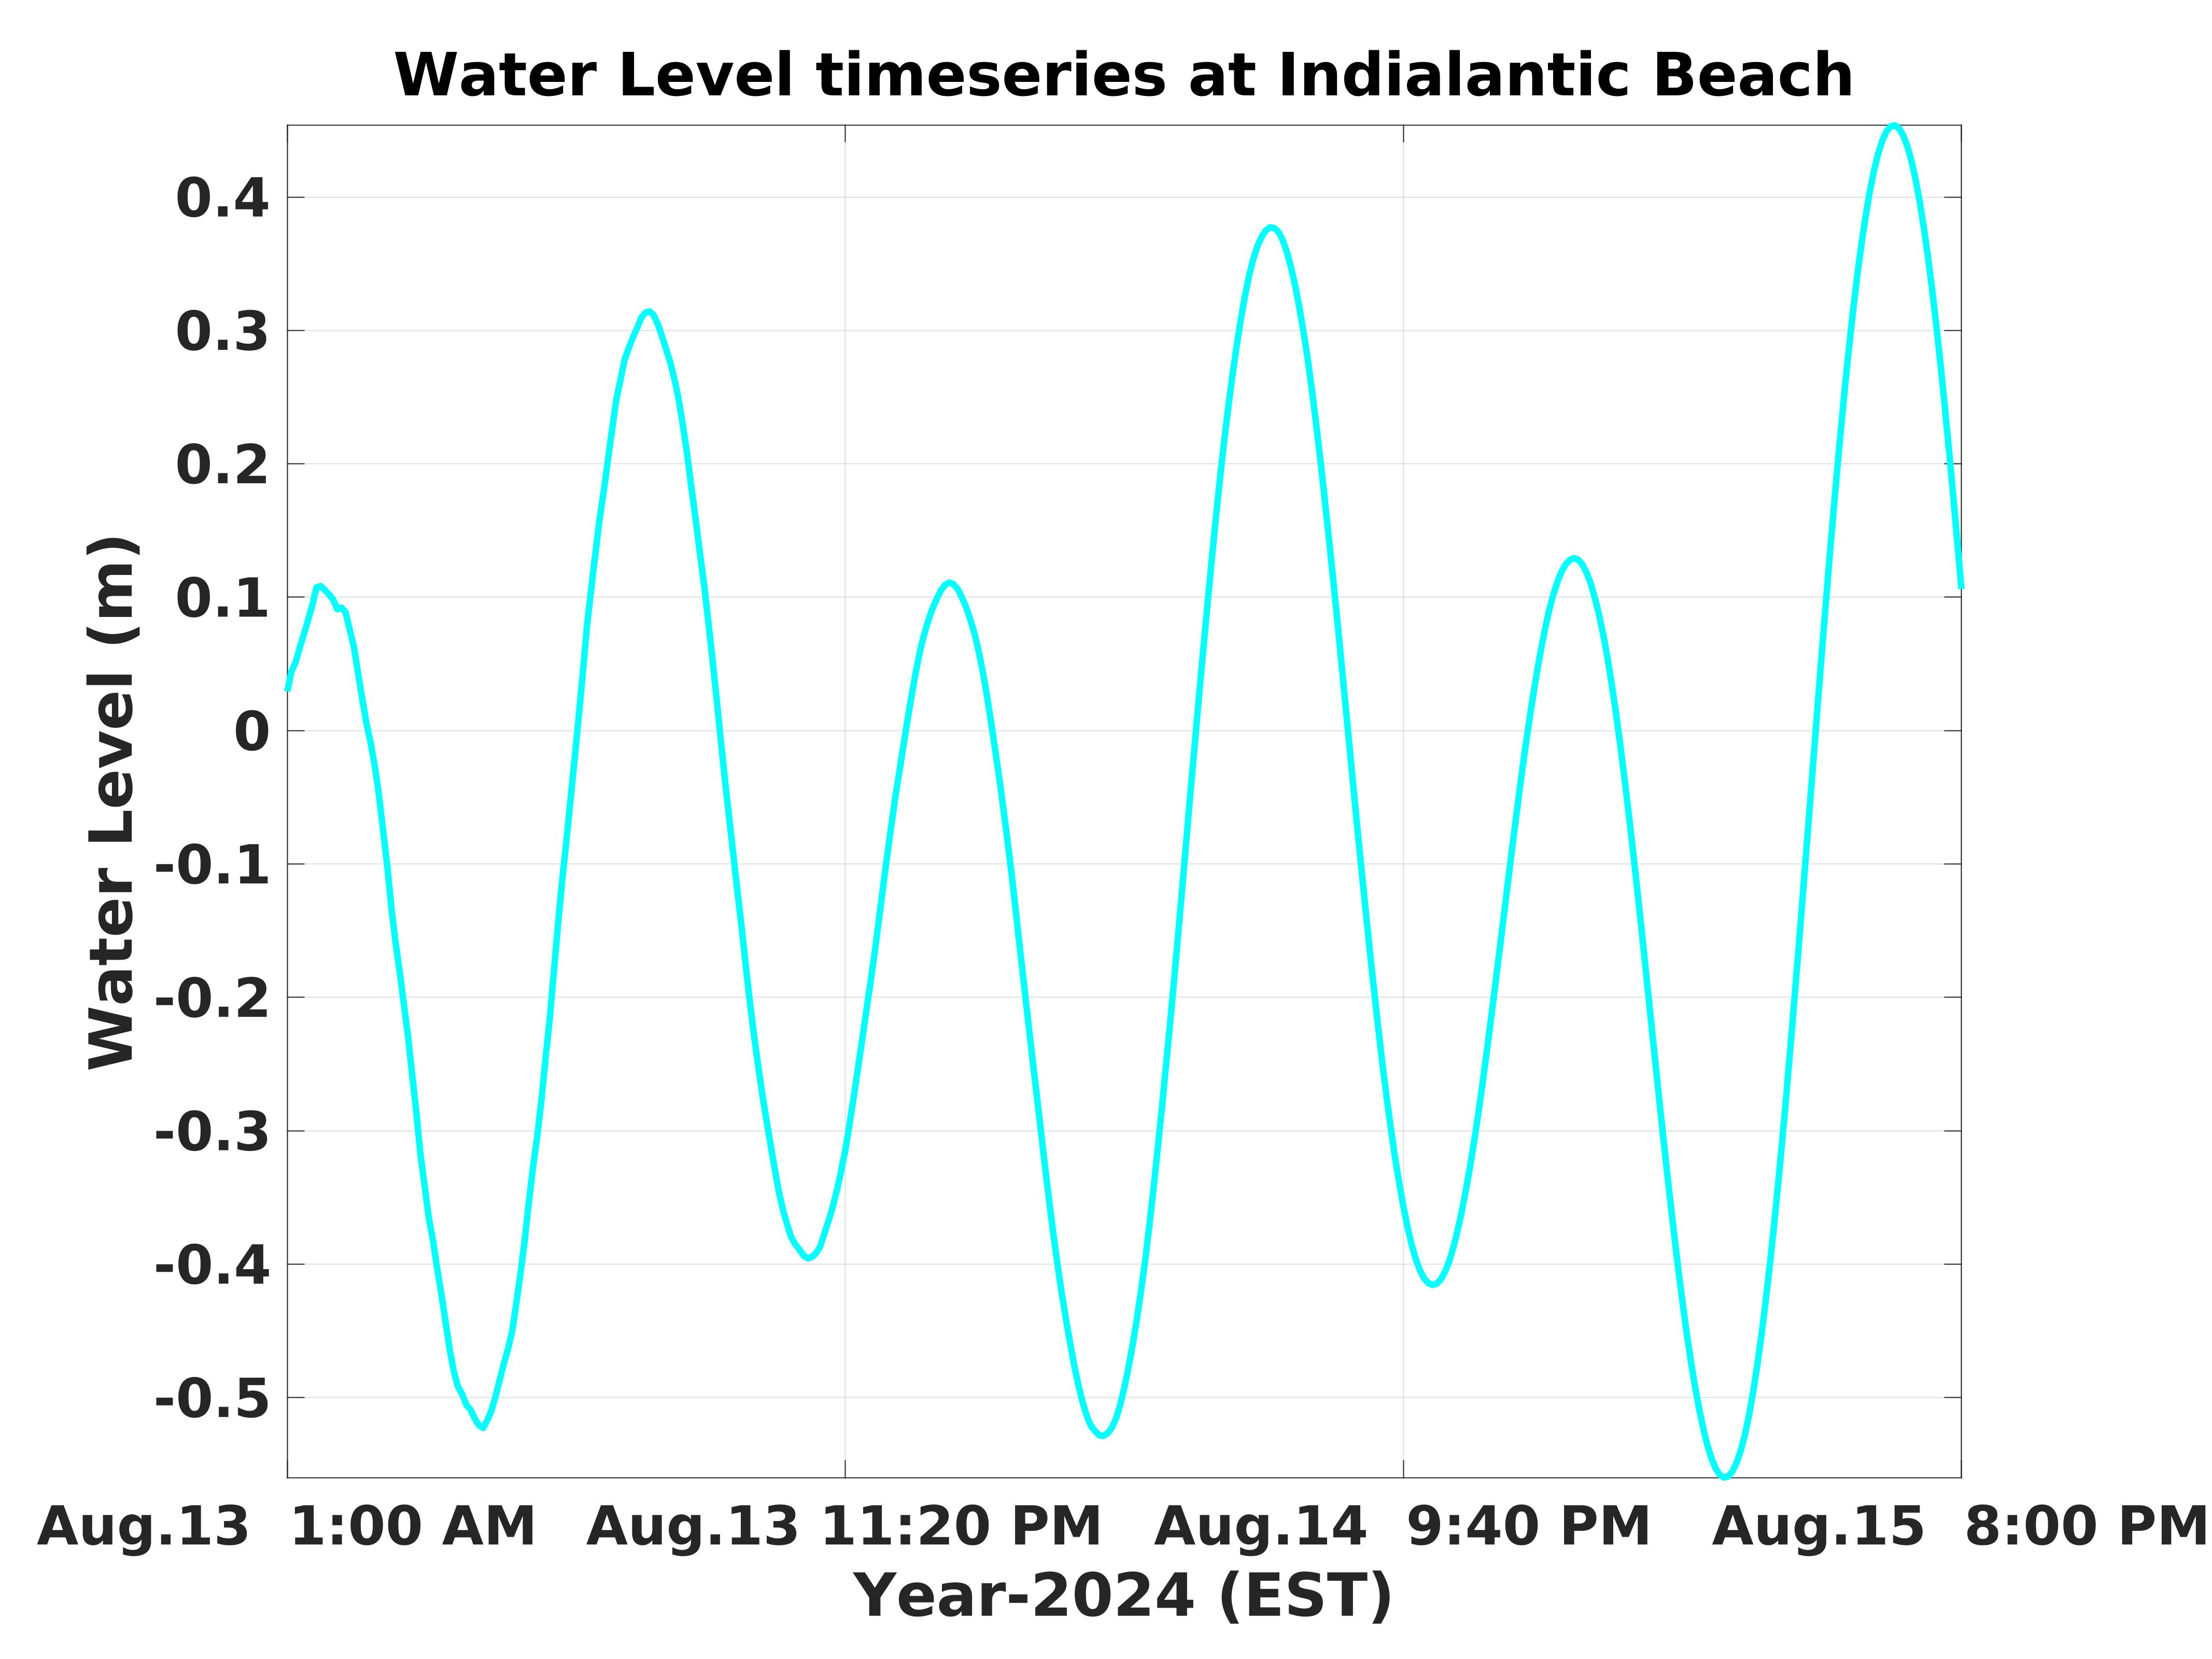 Water Level timeseries at Indialantic Beach
Water Level (m)
0.4
0.3
0.2
0.1
0
-0.1
-0.2
-0.3
-0.4
-0.5
Aug.13 1:00 AM Aug.13 11:20 PM Aug.14 9:40 PM Aug.15 8:00 PM
Year-2024 (EST)